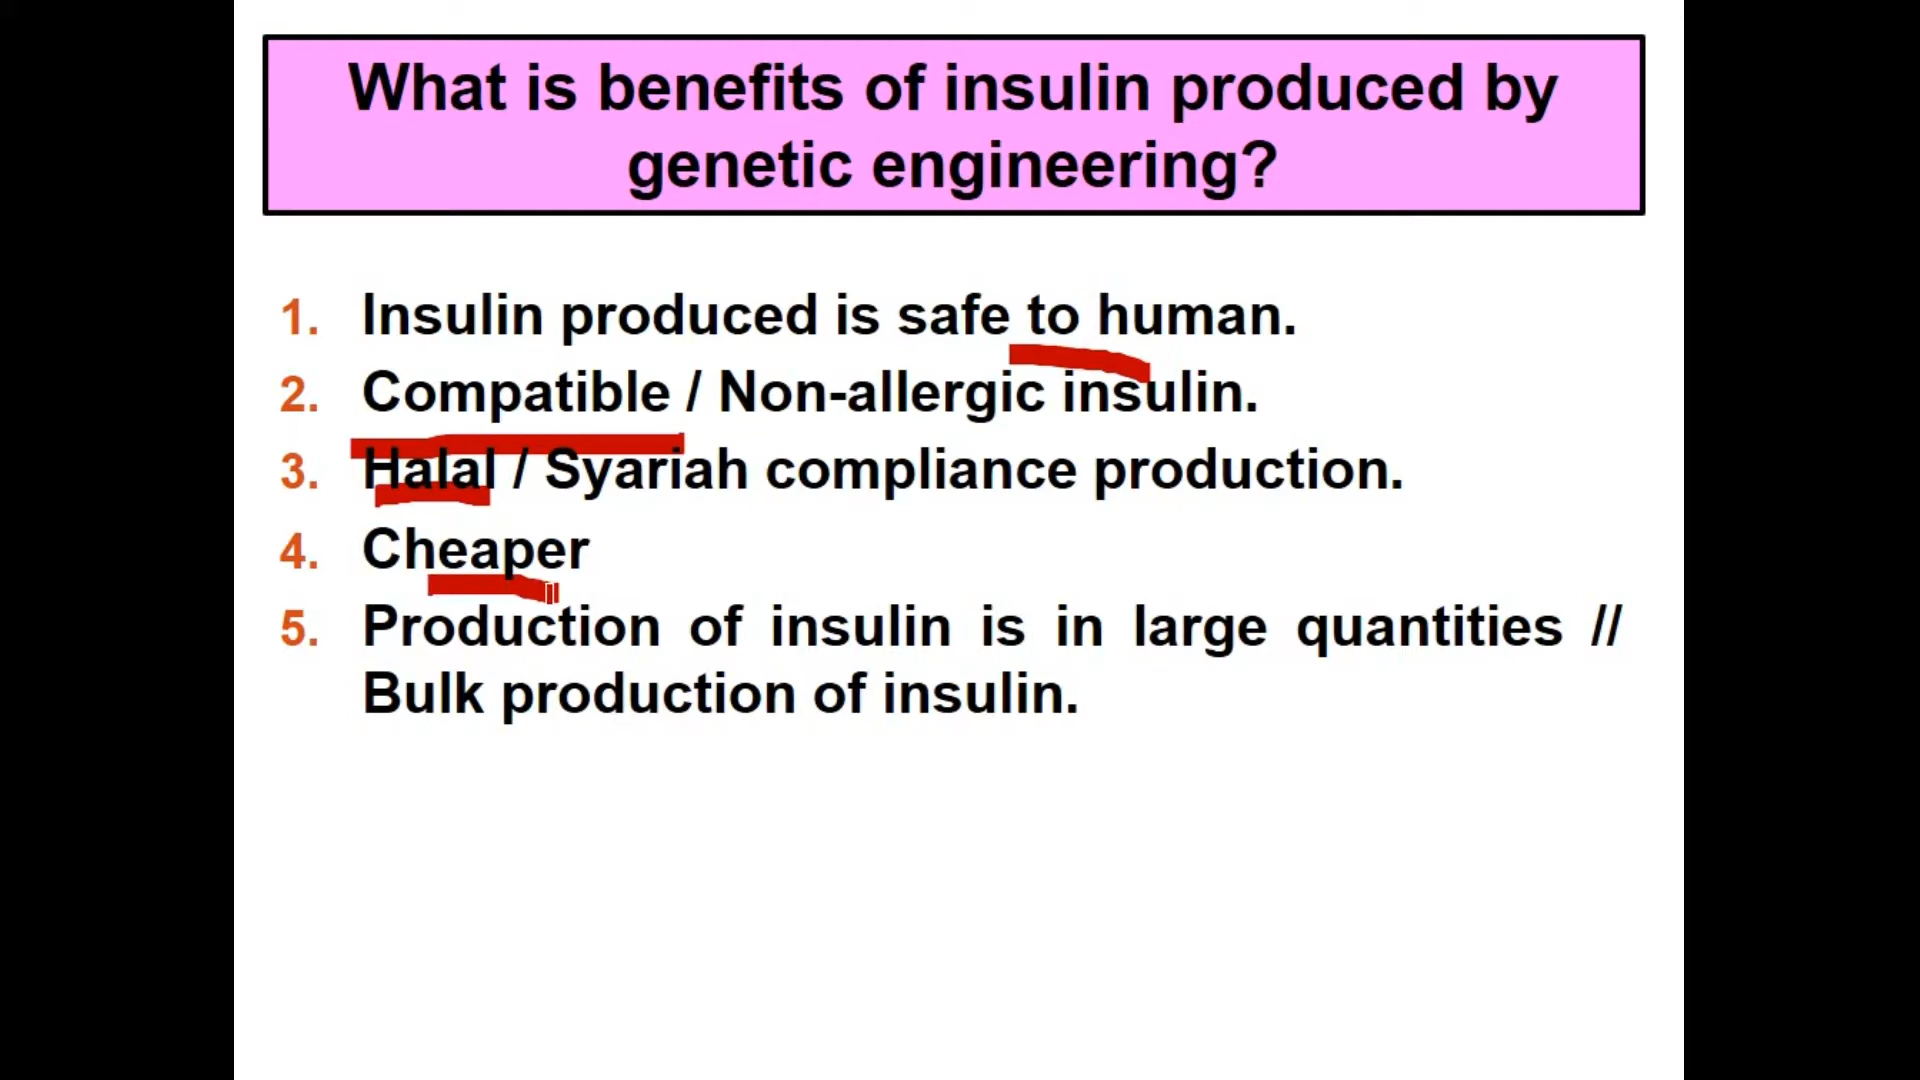 What is benefits of insulin produced by
genetic engineering?
1. Insulin produced is safe to human.
2. Compatible / Non-allergic insulin.
3. Halal / Syariah compliance production.
4. Cheaper
5. Production of insulin is in large quantities //
Bulk production of insulin.